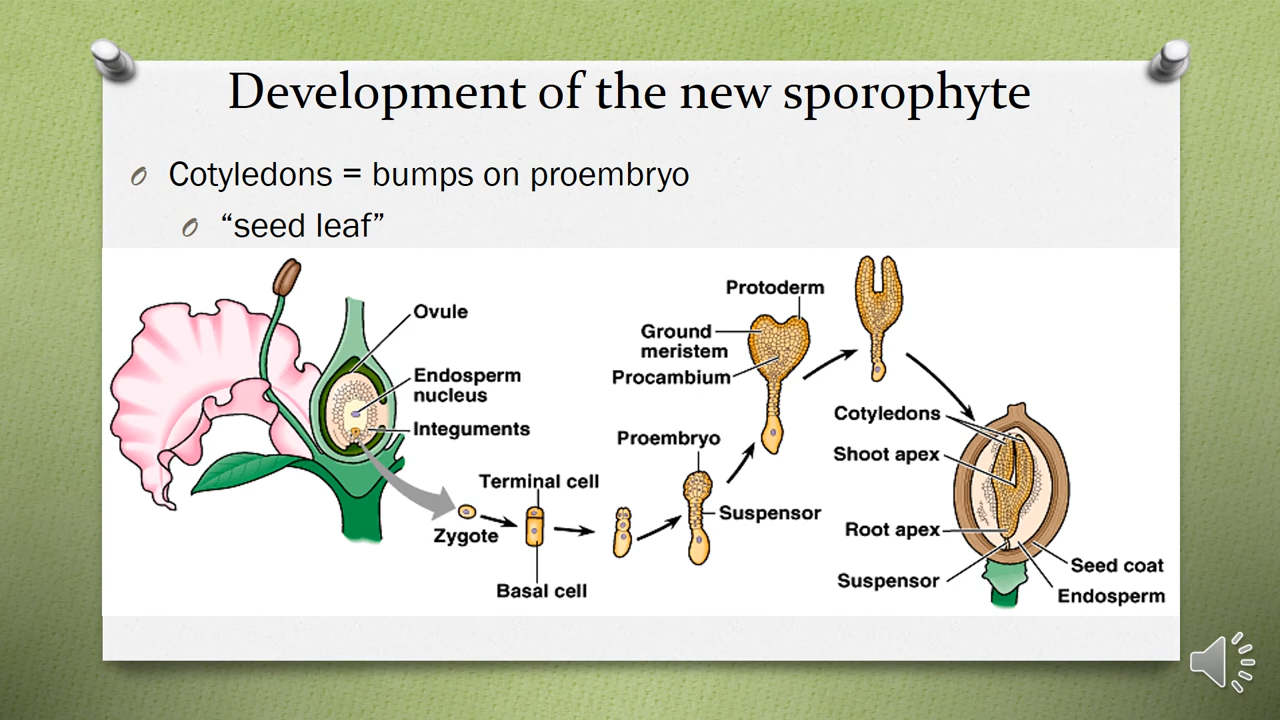 Development of the new sporophyte
Cotyledons = bumps on proembryo
“seed leaf”
Ovule
Endosperm
nucleus
Integuments
Zygote
Terminal cell
Basal cell
Proembryo
Suspensor
Protoderm
Ground
meristem
Procambium
Cotyledons
Shoot apex
Root apex
Suspensor
Seed coat
Endosperm